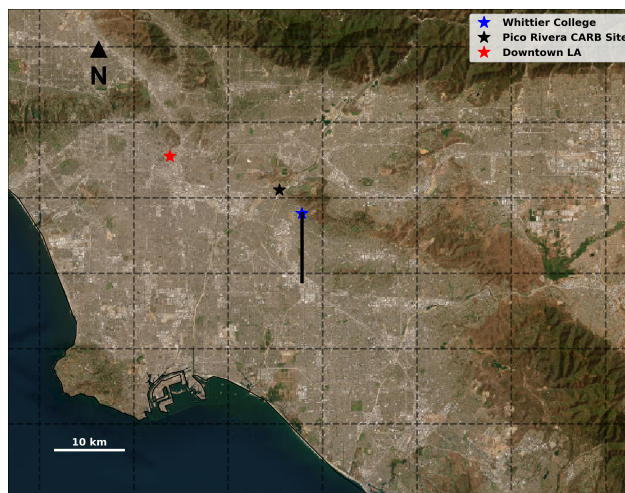 Whittier College
Pico Rivera CARB Site
Downtown LA
N
10 km